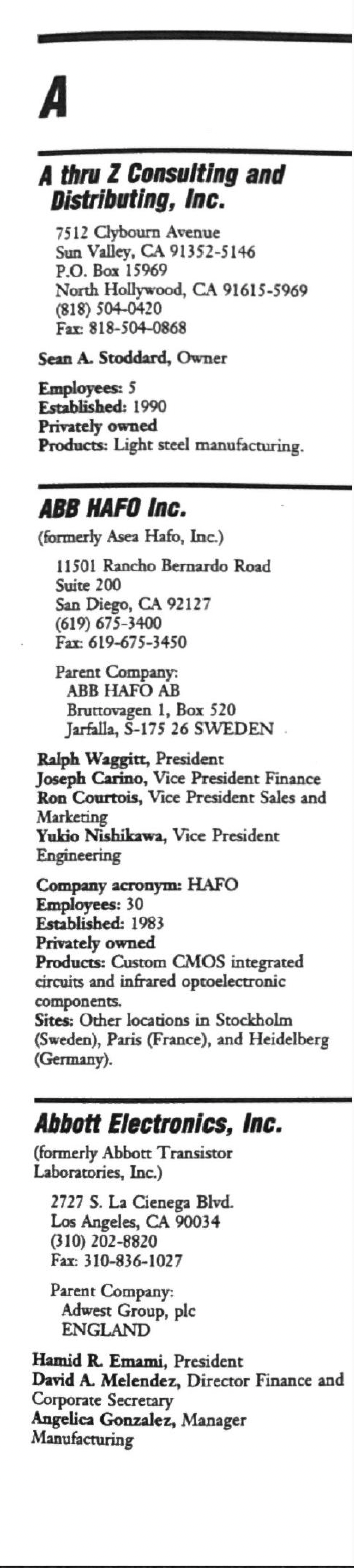 A
A thru Z Consulting and
Distributing, Inc.
7512 Clybourn Avenue
Sun Valley, CA 91352-5146
P.O. Box 15969
North Hollywood, CA 91615-5969
(818) 504-0420
Fax: 818-504-0868
Sean A. Stoddard, Owner
Employees: 5
Established: 1990
Privately owned
Products: Light steel manufacturing.
ABB HAFO Inc.
(formerly Asea Hafo, Inc.)
11501 Rancho Bernardo Road
Suite 200
San Diego, CA 92127
(619) 675-3400
Fax: 619-675-3450
Parent Company:
ABB HAFO AB
Bruttovagen 1, Box 520
Jarfalla, S-175 26 SWEDEN
Ralph Waggitt, President
Joseph Carino, Vice President Finance
Ron Courtois, Vice President Sales and
Marketing
Yukio Nishikawa, Vice President
Engineering
Company acronym: HAFO
Employees: 30
Established: 1983
Privately owned
Products: Custom CMOS integrated
circuits and infrared optoelectronic
components.
Sites: Other locations in Stockholm
(Sweden), Paris (France), and Heidelberg
(Germany).
Abbott Electronics, Inc.
(formerly Abbott Transistor
Laboratories, Inc.)
2727 S. La Cienega Blvd.
Los Angeles, CA 90034
(310) 202-8820
Fax: 310-836-1027
Parent Company:
Adwest Group, plc
ENGLAND
Hamid R. Emami, President
David A. Melendez, Director Finance and
Corporate Secretary
Angelica Gonzalez, Manager
Manufacturing